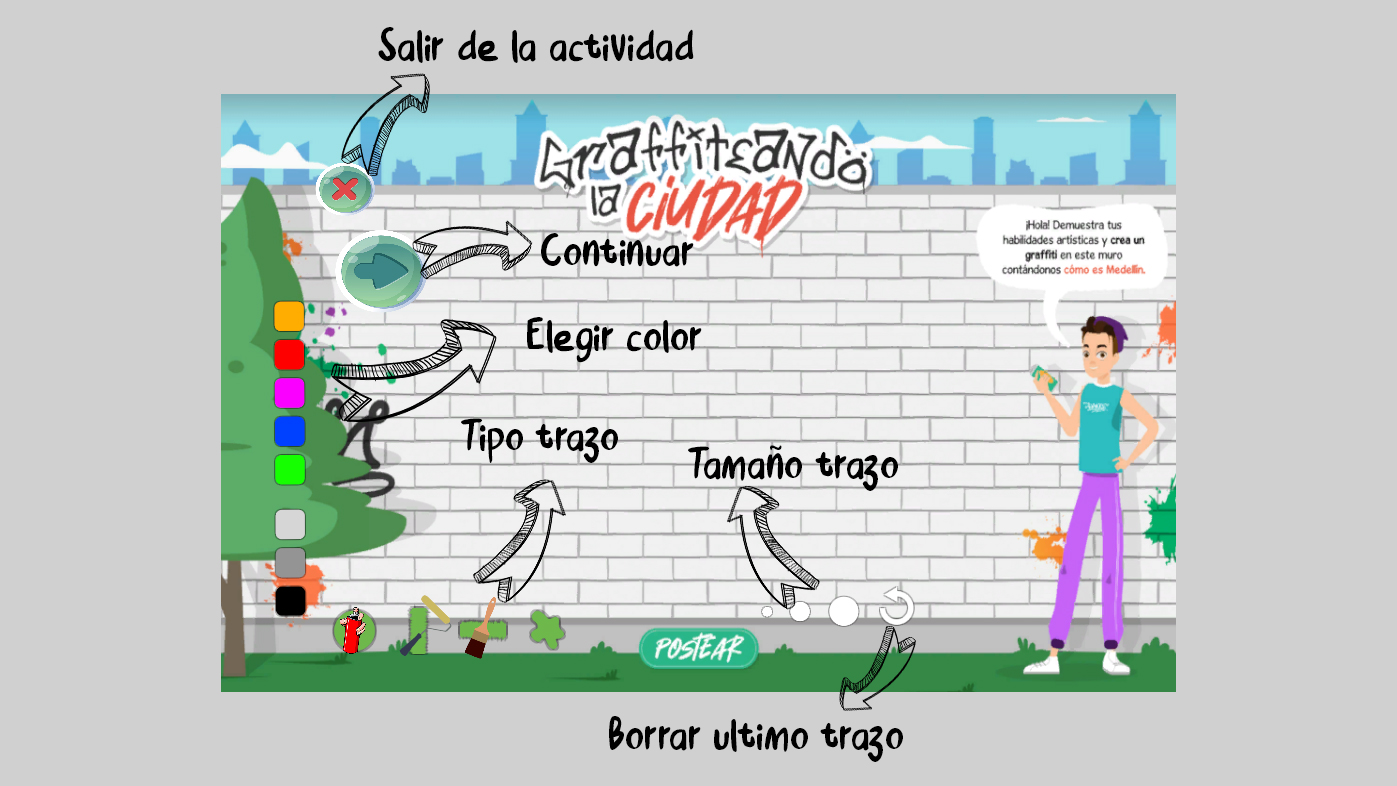 Salir de la actividad
Graffiteando
la CIUDAD
¡Hola! Demuestra tus
habilidades artísticas y crea un
graffiti en este muro
contándonos cómo es Medellín.
Continuar
Elegir color
Tipo trazo
Tamaño trazo
POSTEAR
Borrar ultimo trazo